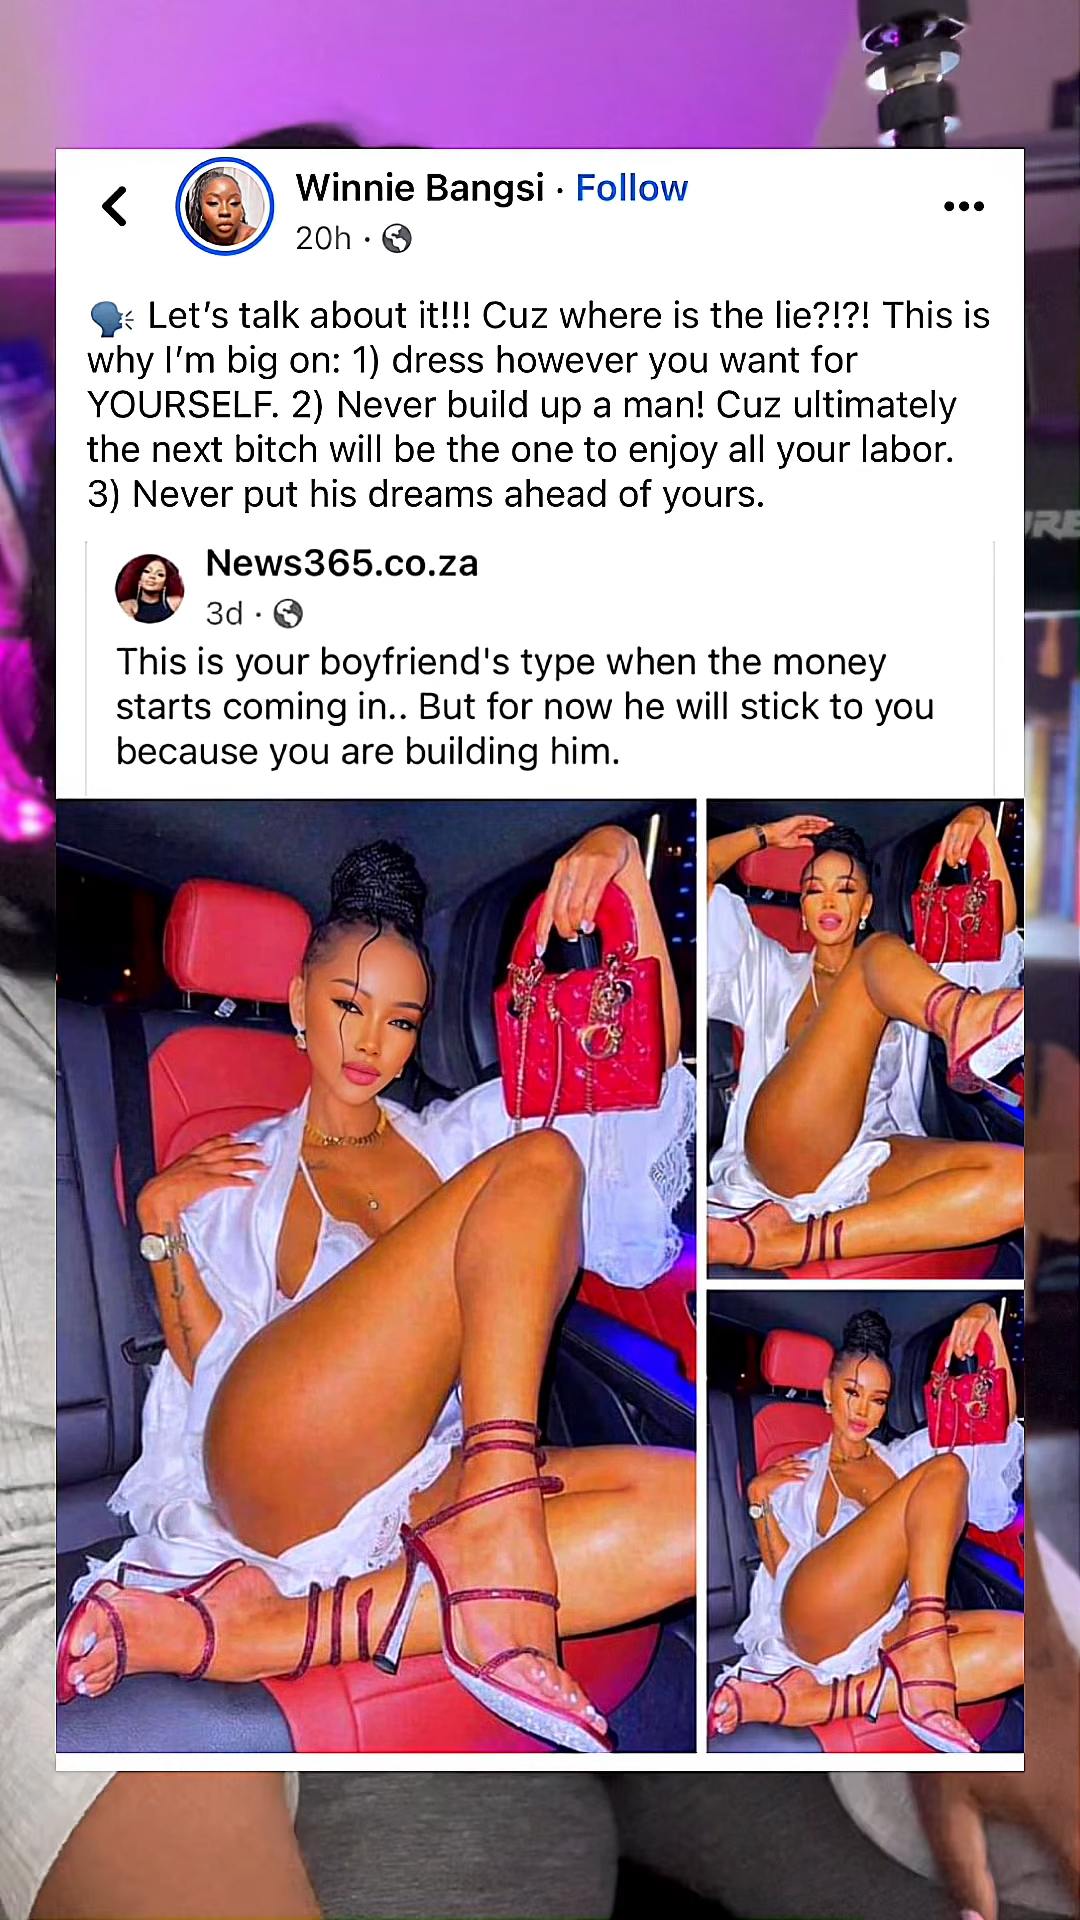 Winnie Bangsi · Follow
20h ·
🗣️ Let’s talk about it!!! Cuz where is the lie?!?! This is
why I’m big on: 1) dress however you want for
YOURSELF. 2) Never build up a man! Cuz ultimately
the next bitch will be the one to enjoy all your labor.
3) Never put his dreams ahead of yours.
News365.co.za
3d ·
This is your boyfriend's type when the money
starts coming in.. But for now he will stick to you
because you are building him.